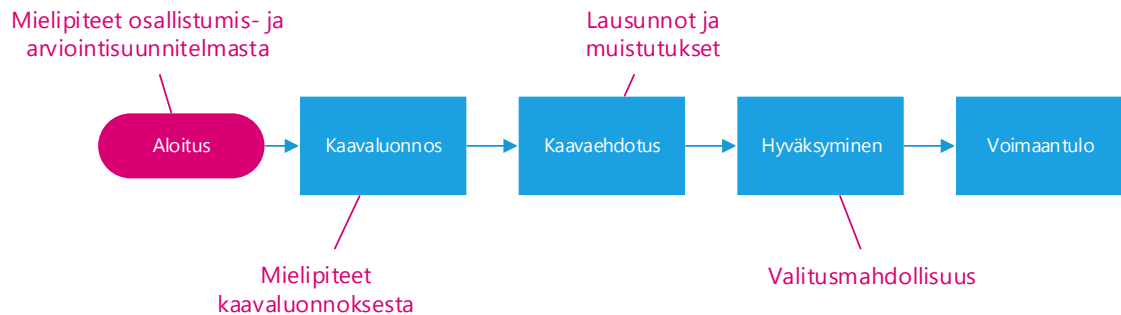 Mielipiteet osallistumis- ja
arviointisuunnitelmasta
Lausunnot ja
muistutukset
Aloitus
Kaavaluonnos
Kaavaehdotus
Hyväksyminen
Voimaantulo
Mielipiteet
kaavaluonnoksesta
Valitusmahdollisuus